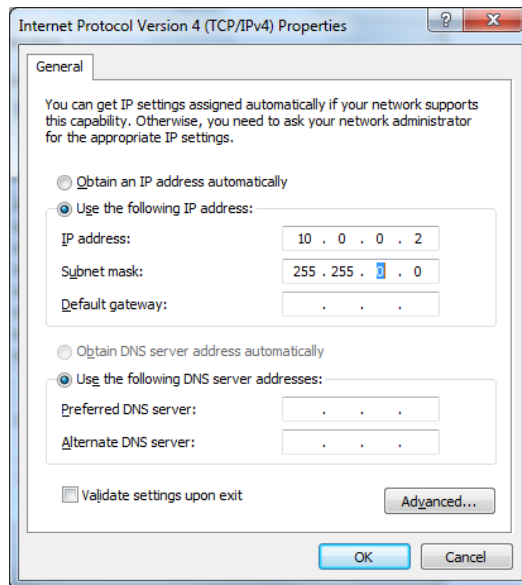 Internet Protocol Version 4 (TCP/IPv4) Properties
?
General
You can get IP settings assigned automatically if your network supports
this capability. Otherwise, you need to ask your network administrator
for the appropriate IP settings.
Obtain an IP address automatically
Use the following IP address:
IP address: 10 . 0 . 0 . 2
Subnet mask: 255 . 255 . 0 . 0
Default gateway: . . .
Obtain DNS server address automatically
Use the following DNS server addresses:
Preferred DNS server: . . .
Alternate DNS server: . . .
Validate settings upon exit
Advanced...
OK Cancel